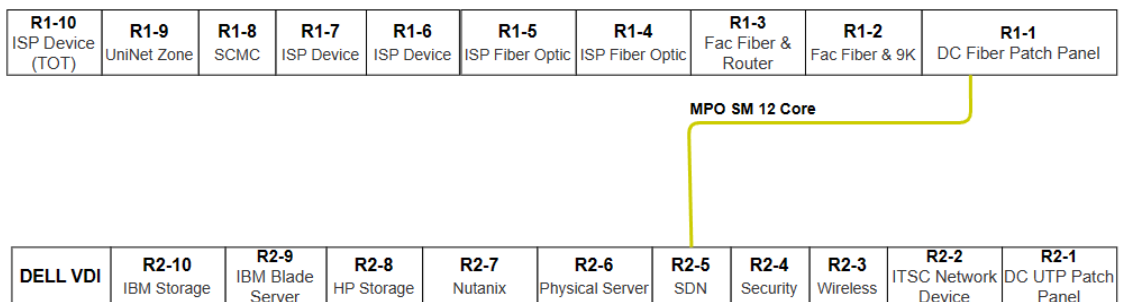 R1-10
ISP Device
(TOT)
R1-9
UniNet Zone
R1-8
SCMC
R1-7
ISP Device
R1-6
ISP Device
R1-5
ISP Fiber Optic
R1-4
ISP Fiber Optic
R1-3
Fac Fiber &
Router
R1-2
Fac Fiber & 9K
R1-1
DC Fiber Patch Panel
MPO SM 12 Core
DELL VDI
R2-10
IBM Storage
R2-9
IBM Blade
Server
R2-8
HP Storage
R2-7
Nutanix
R2-6
Physical Server
R2-5
SDN
R2-4
Security
R2-3
Wireless
R2-2
ITSC Network
Device
R2-1
DC UTP Patch
Panel